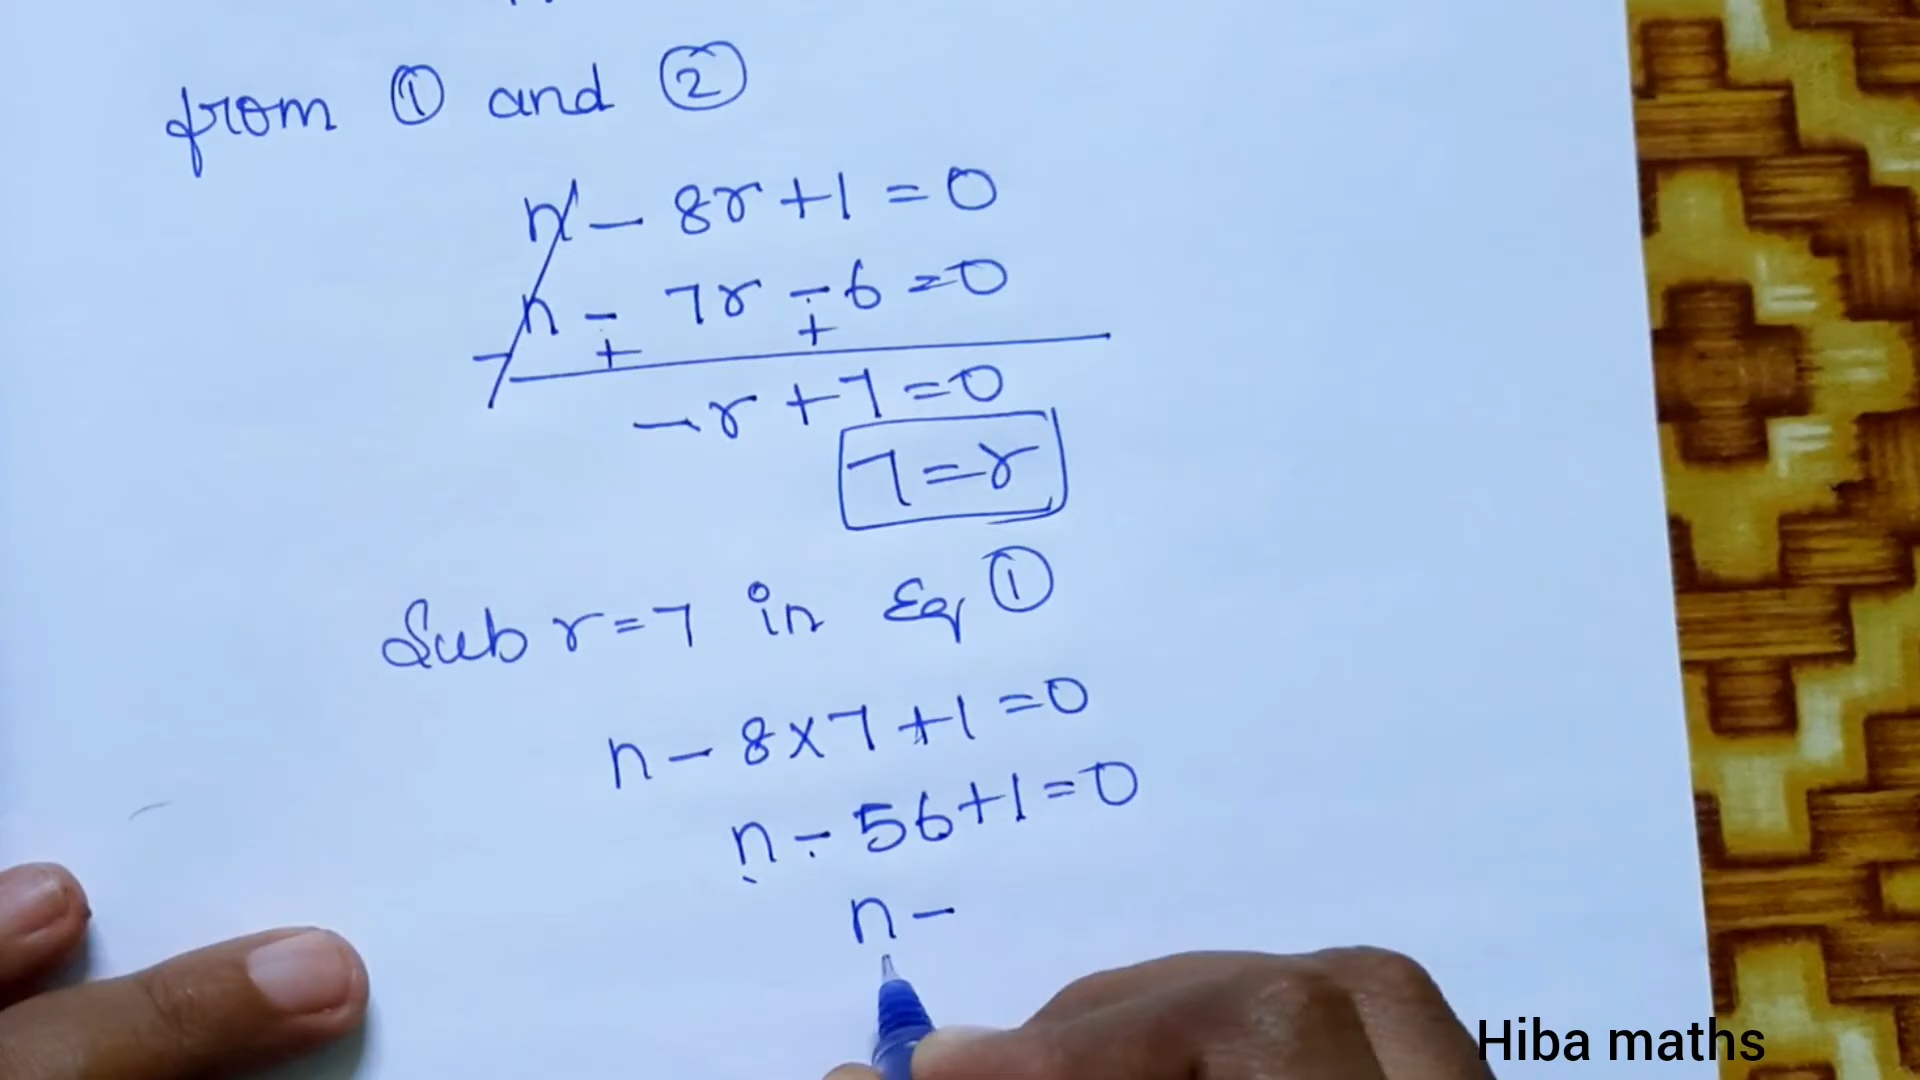 from ① and ②
n - 8r + 1 = 0
n - 7r - 6 = 0
- + +
-r + 7 = 0
7 = r
Sub r = 7 in Eq ①
n - 8 x 7 + 1 = 0
n - 56 + 1 = 0
n -
Hiba maths